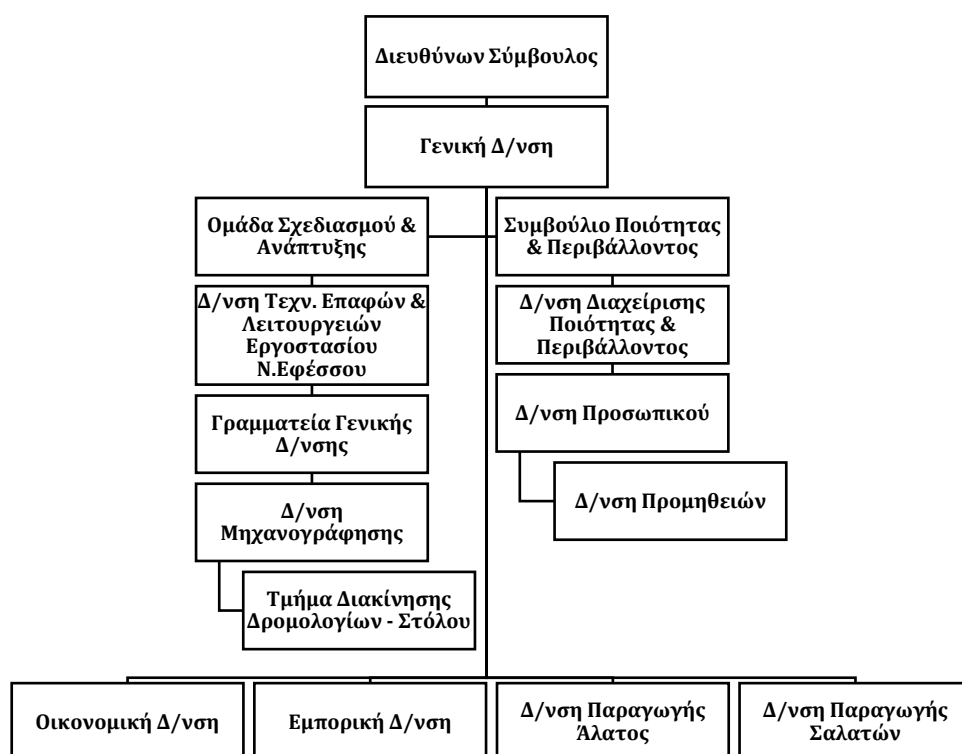 Διευθύνων Σύμβουλος
Γενική Δ/νση
Ομάδα Σχεδιασμού &
Ανάπτυξης
Συμβούλιο Ποιότητας
& Περιβάλλοντος
Δ/νση Τεχν. Επαφών &
Λειτουργειών
Εργοστασίου
Ν.Εφέσσου
Δ/νση Διαχείρισης
Ποιότητας &
Περιβάλλοντος
Γραμματεία Γενικής
Δ/νσης
Δ/νση Προσωπικού
Δ/νση
Μηχανογράφησης
Δ/νση Προμηθειών
Τμήμα Διακίνησης
Δρομολογίων - Στόλου
Οικονομική Δ/νση
Εμπορική Δ/νση
Δ/νση Παραγωγής
Άλατος
Δ/νση Παραγωγής
Σαλατών